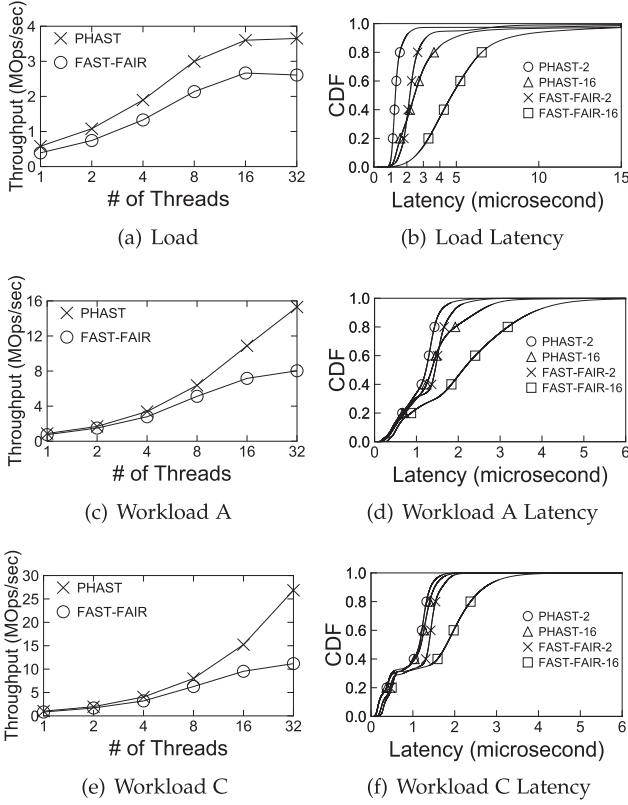 Throughput (MOps/sec)
4
3
2
1
0
PHAST
FAST-FAIR
1 2 4 8 16 32
# of Threads
(a) Load
CDF
1.0
0.8
0.6
0.4
0.2
0.0
PHAST-2
PHAST-16
FAST-FAIR-2
FAST-FAIR-16
0 1 2 3 4 5 10 15
Latency (microsecond)
(b) Load Latency
Throughput (MOps/sec)
16
12
8
4
0
PHAST
FAST-FAIR
1 2 4 8 16 32
# of Threads
(c) Workload A
CDF
1.0
0.8
0.6
0.4
0.2
0.0
PHAST-2
PHAST-16
FAST-FAIR-2
FAST-FAIR-16
0 1 2 3 4 5 6
Latency (microsecond)
(d) Workload A Latency
Throughput (MOps/sec)
30
25
20
15
10
5
0
PHAST
FAST-FAIR
1 2 4 8 16 32
# of Threads
(e) Workload C
CDF
1.0
0.8
0.6
0.4
0.2
0.0
PHAST-2
PHAST-16
FAST-FAIR-2
FAST-FAIR-16
0 1 2 3 4 5 6
Latency (microsecond)
(f) Workload C Latency